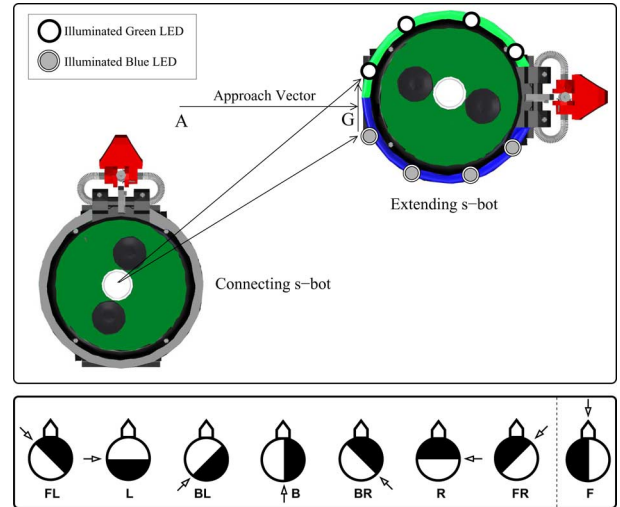 Illuminated Green LED
Illuminated Blue LED
Approach Vector
A
G
Extending s-bot
Connecting s-bot
FL L BL B BR R FR F